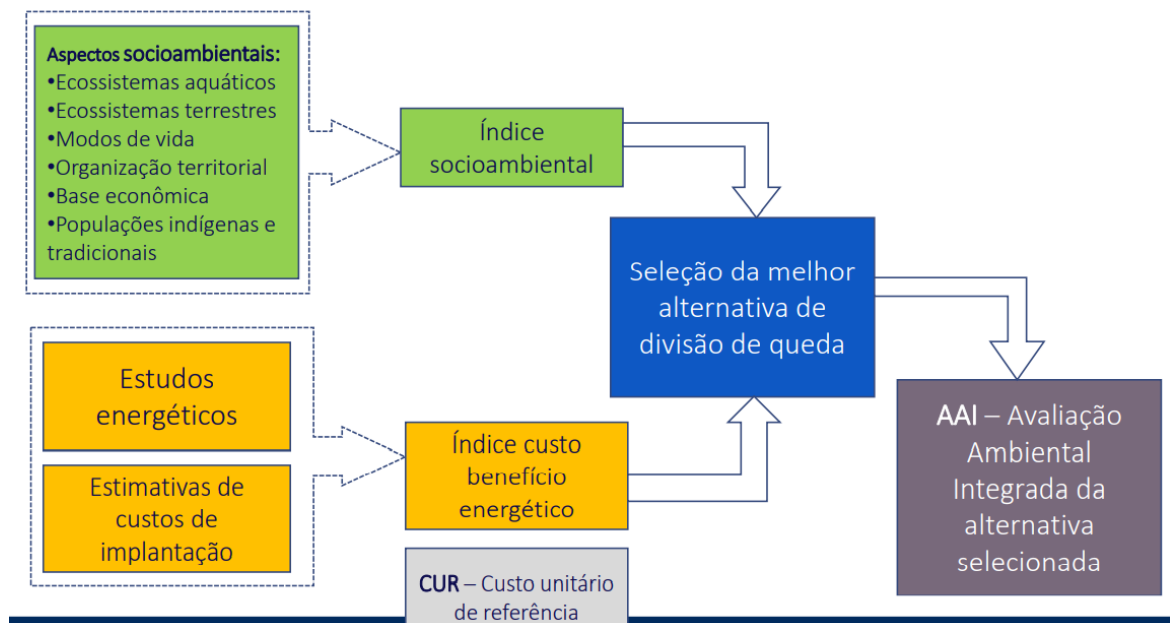 Aspectos socioambientais:
•Ecossistemas aquáticos
•Ecossistemas terrestres
•Modos de vida
•Organização territorial
•Base econômica
•Populações indígenas e
tradicionais
Índice
socioambiental
Seleção da melhor
alternativa de
divisão de queda
Estudos
energéticos
Estimativas de
custos de
implantação
Índice custo
benefício
energético
CUR – Custo unitário
de referência
AAI – Avaliação
Ambiental
Integrada da
alternativa
selecionada